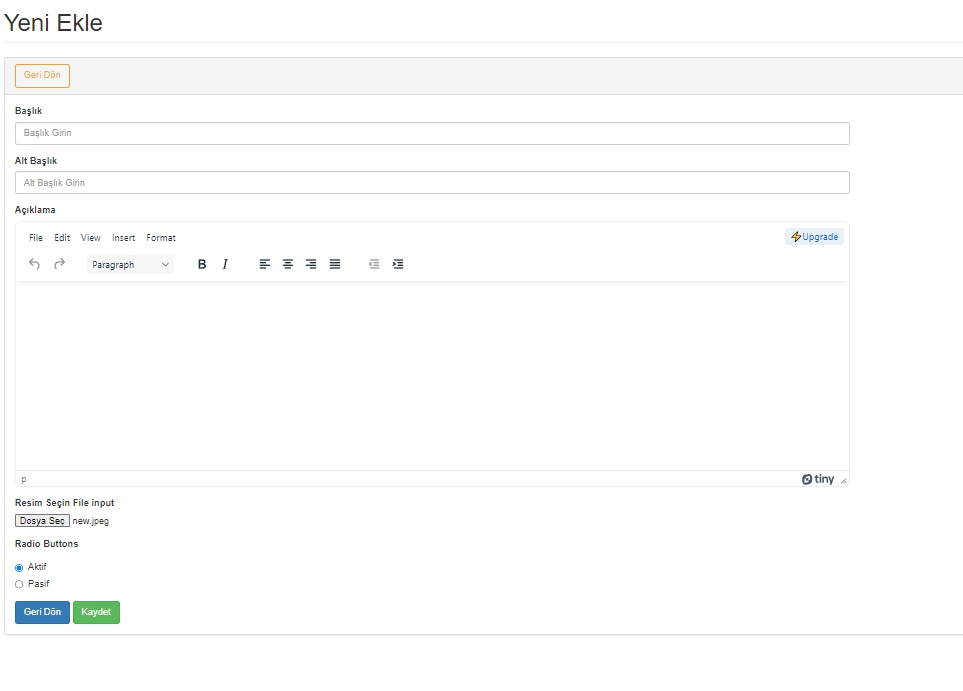 Yeni Ekle
Geri Dön
Başlık
Başlık Girin
Alt Başlık
Alt Başlık Girin
Açıklama
File Edit View Insert Format
Upgrade
Paragraph B I
p
tiny
Resim Seçin File input
Dosya Seç new.jpeg
Radio Buttons
Aktif
Pasif
Geri Dön Kaydet